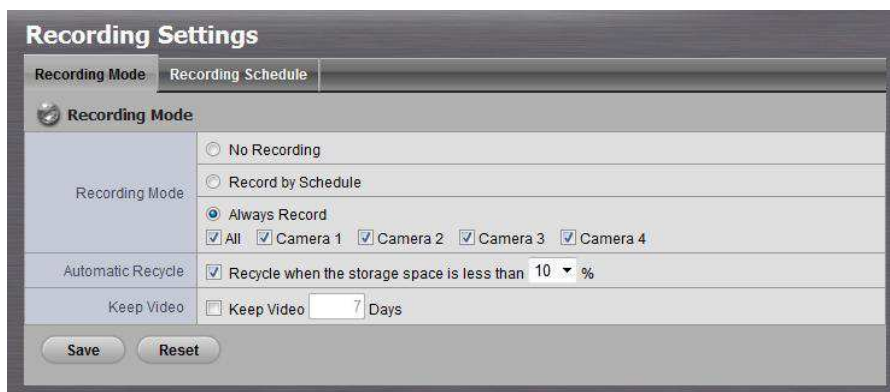 Recording Settings
Recording Mode Recording Schedule
Recording Mode
Recording Mode
No Recording
Record by Schedule
Always Record
All Camera 1 Camera 2 Camera 3 Camera 4
Automatic Recycle Recycle when the storage space is less than 10 %
Keep Video Keep Video 7 Days
Save Reset